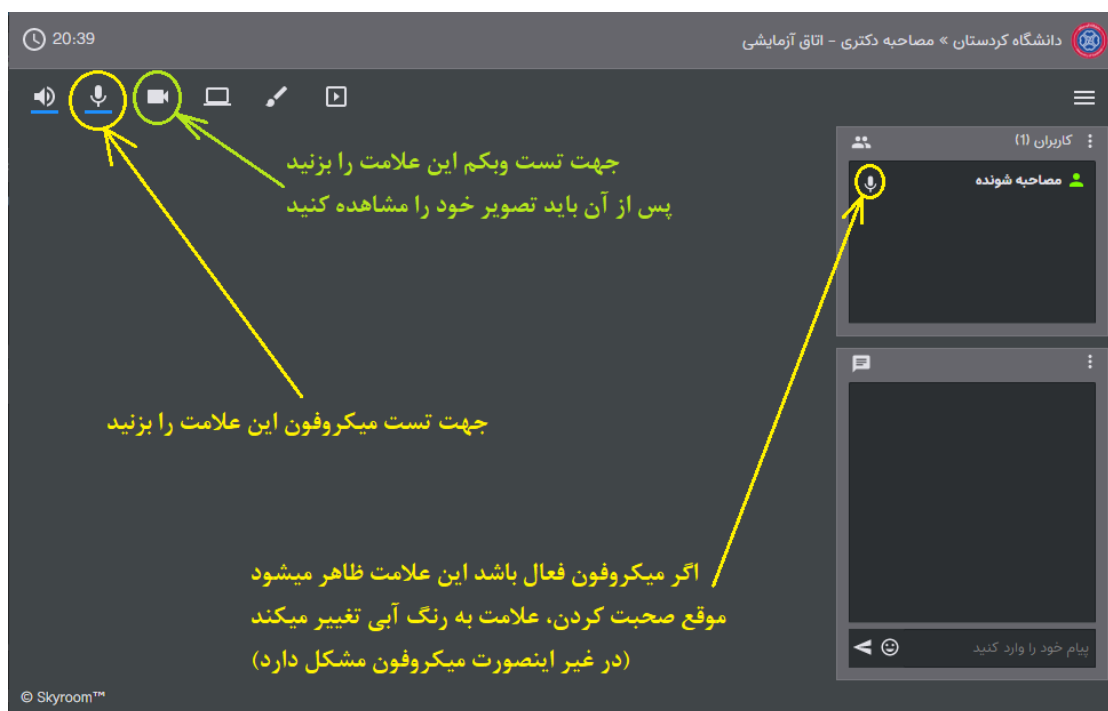 20:39
دانشگاه کردستان » مصاحبه دکتری - اتاق آزمایشی
کاربران (1)
مصاحبه شونده
جهت تست وبکم این علامت را بزنید
پس از آن باید تصویر خود را مشاهده کنید
جهت تست میکروفون این علامت را بزنید
اگر میکروفون فعال باشد این علامت ظاهر میشود
موقع صحبت کردن، علامت به رنگ آبی تغییر میکند
(در غیر اینصورت میکروفون مشکل دارد)
پیام خود را وارد کنید
© Skyroom™